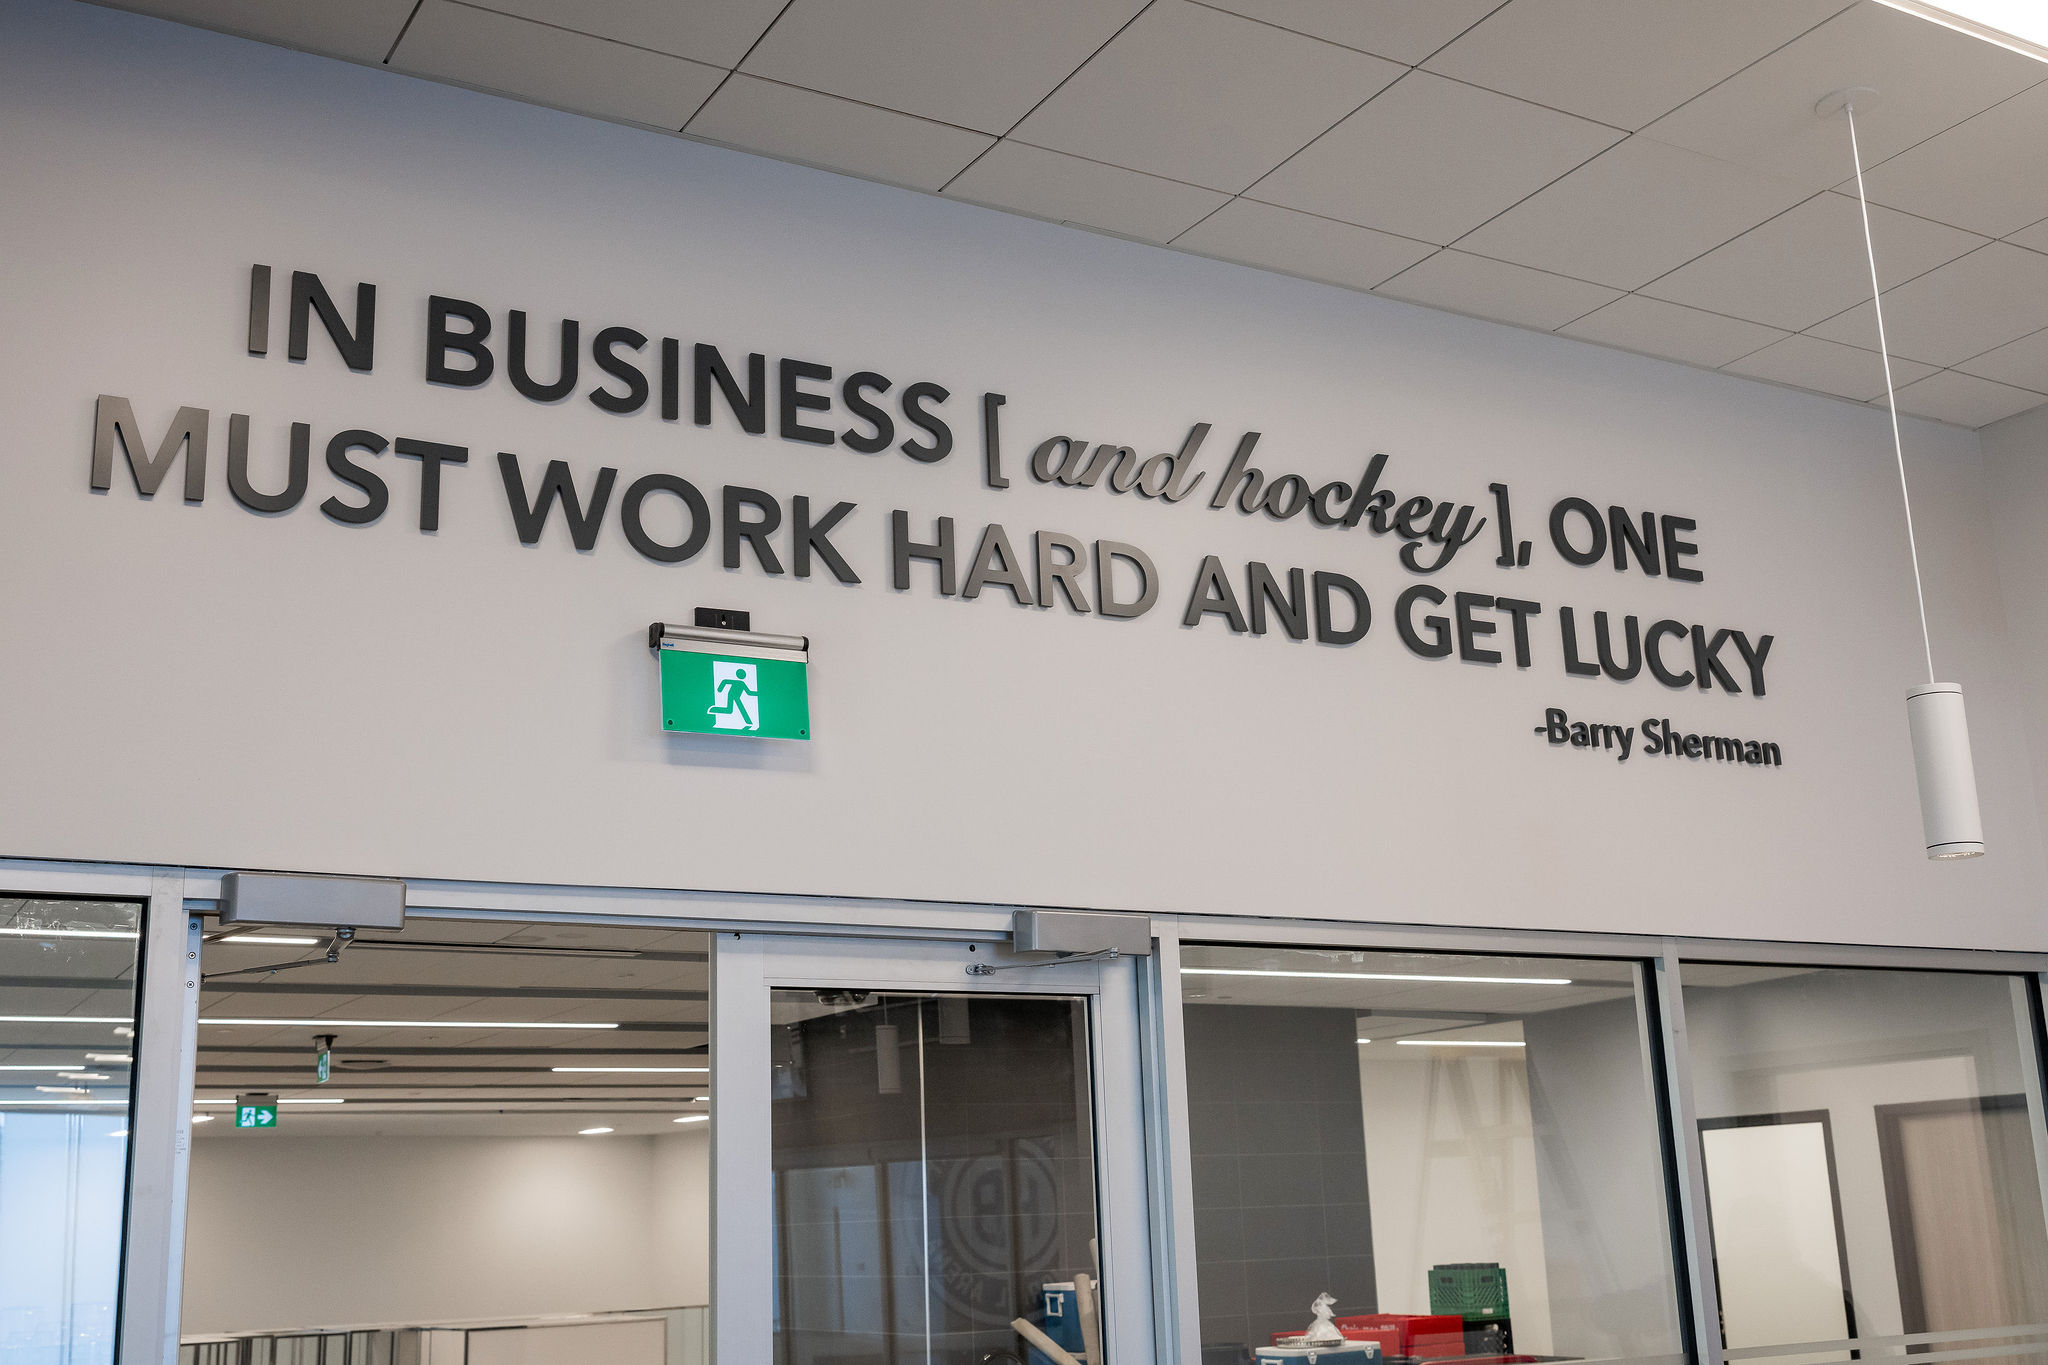 IN BUSINESS [and hockey], ONE
MUST WORK HARD AND GET LUCKY
-Barry Sherman